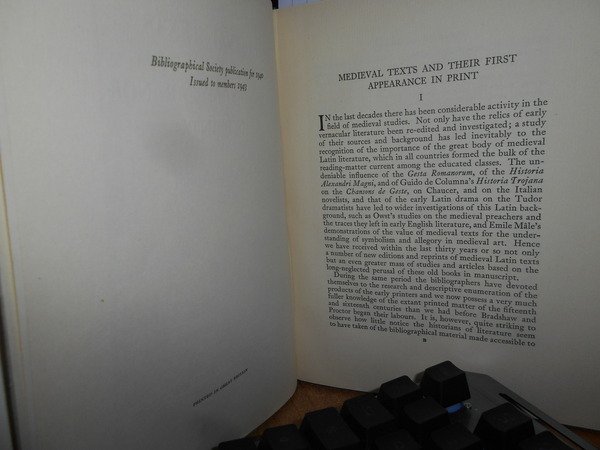 Bibliographical Society publication for 1940
Issued to members 1943
PRINTED IN GREAT BRITAIN
MEDIEVAL TEXTS AND THEIR FIRST
APPEARANCE IN PRINT
I
IN the last decades there has been considerable activity in the
field of medieval studies. Not only have the relics of early
vernacular literature been re-edited and investigated; a study
of their sources and background has led inevitably to the
recognition of the importance of the great body of medieval
Latin literature, which in all countries formed the bulk of the
reading-matter current among the educated classes. The un-
deniable influence of the Gesta Romanorum, of the Historia
Alexandri Magni, and of Guido de Columna's Historia Trojana
on the Chansons de Geste, on Chaucer, and on the Italian
novelists, and that of the early Latin drama on the Tudor
dramatists have led to wider investigations of this Latin back-
ground, such as Owst's studies on the medieval preachers and
the traces they left in early English literature, and Emile Mâle's
demonstrations of the value of medieval texts for the under-
standing of symbolism and allegory in medieval art. Hence
we have received within the last thirty years or so not only
a number of new editions and reprints of medieval Latin texts
but an even greater mass of studies and articles based on the
long-neglected perusal of these old books in manuscript.
During the same period the bibliographers have devoted
themselves to the research and descriptive enumeration of the
products of the early printers and we now possess a very much
fuller knowledge of the extant printed matter of the fifteenth
and sixteenth centuries than we had before Bradshaw and
Proctor began their labours. It is, however, quite striking to
observe how little notice the historians of literature seem
to have taken of the bibliographical material made accessible to
B